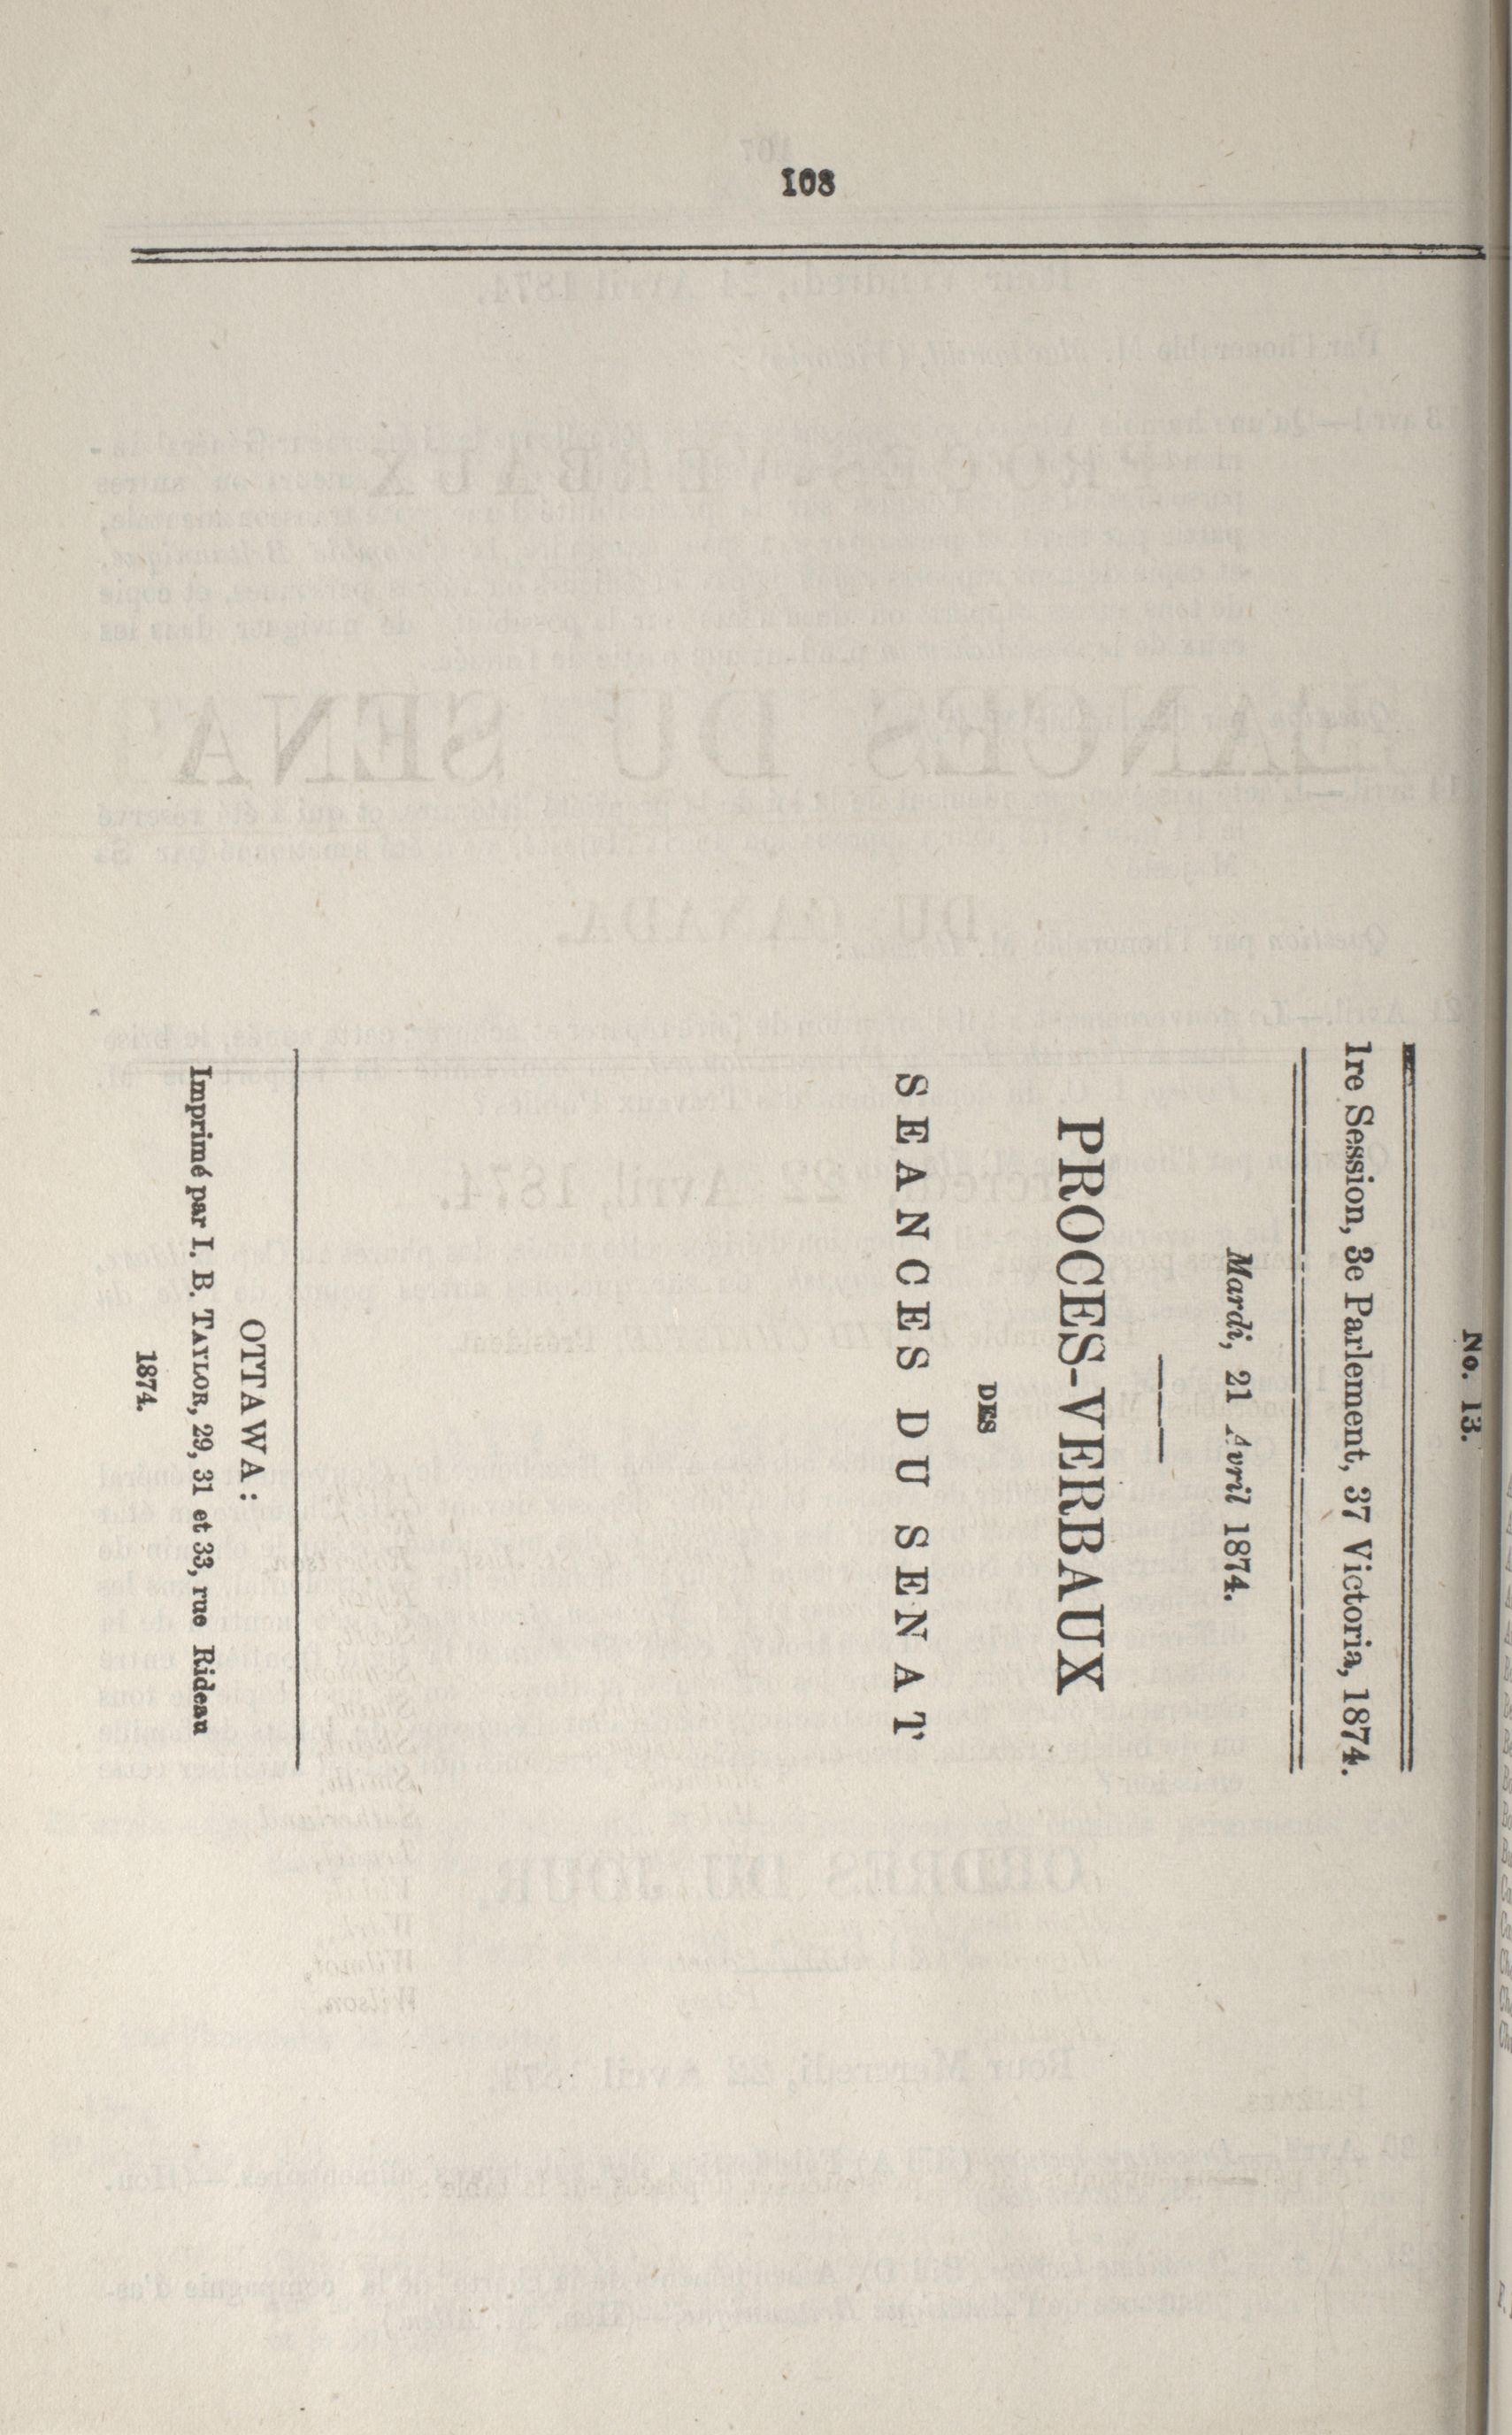 108
No. 13.
1re Session, 3e Parlement, 37 Victoria, 1874.
Mardi, 21 Avril 1874.
PROCES-VERBAUX
DES
SEANCES DU SENAT
OTTAWA:
Imprimé par I. B. TAYLOR, 29, 31 et 33, rue Rideau
1874.